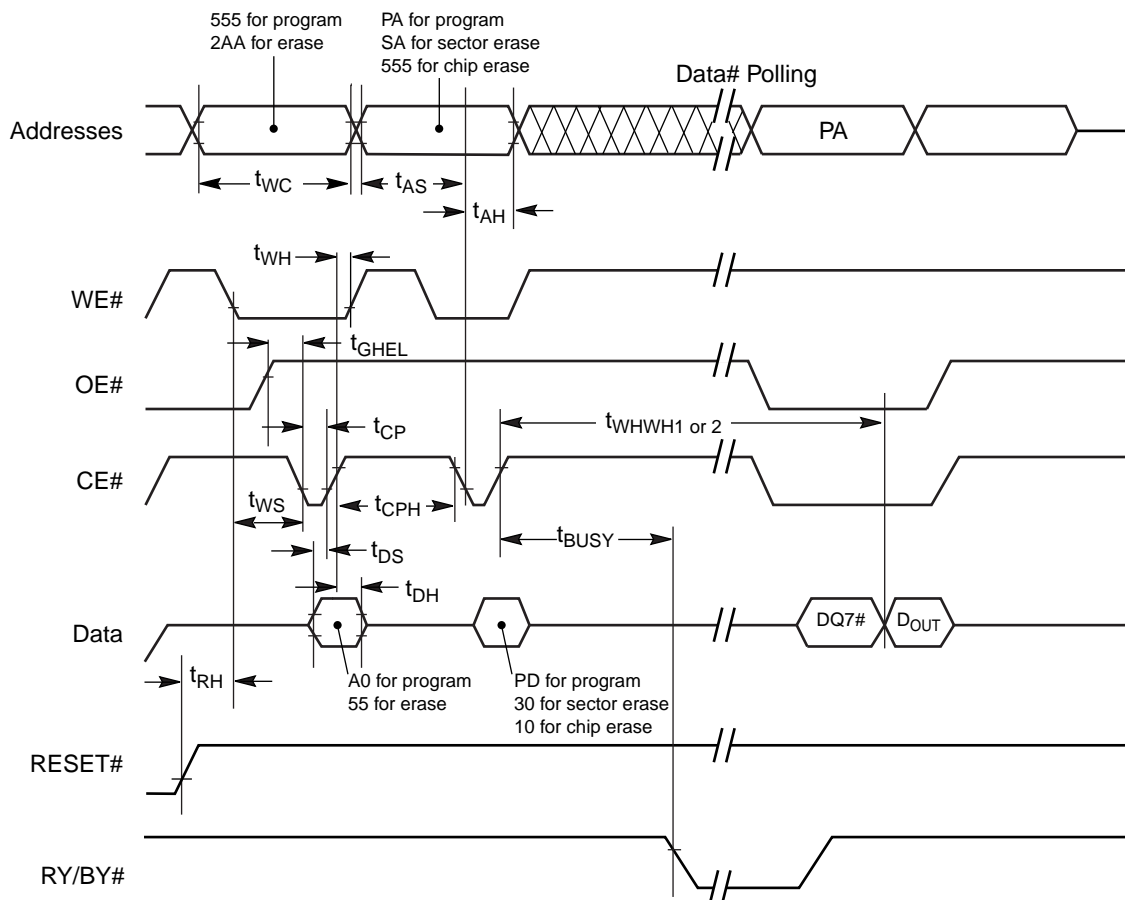 555 for program
2AA for erase
PA for program
SA for sector erase
555 for chip erase
Data# Polling
Addresses
PA
tWC
tAS
tAH
tWH
WE#
tGHEL
OE#
tWHWH1 or 2
tCP
CE#
tWS
tCPH
tBUSY
tDS
tDH
Data
DQ7#
DOUT
tRH
A0 for program
55 for erase
PD for program
30 for sector erase
10 for chip erase
RESET#
RY/BY#